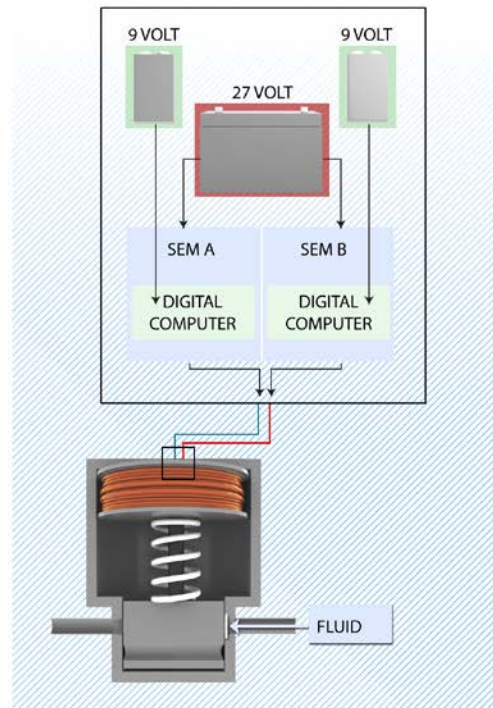 9 VOLT
9 VOLT
27 VOLT
SEM A
SEM B
DIGITAL
COMPUTER
DIGITAL
COMPUTER
FLUID